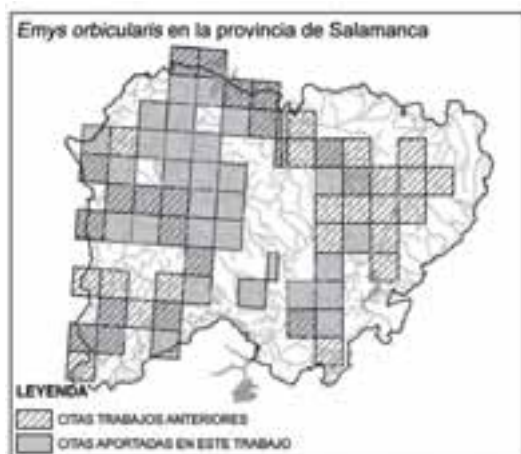 Emys orbicularis en la provincia de Salamanca
LEYENDA
CITAS TRABAJOS ANTERIORES
CITAS APORTADAS EN ESTE TRABAJO